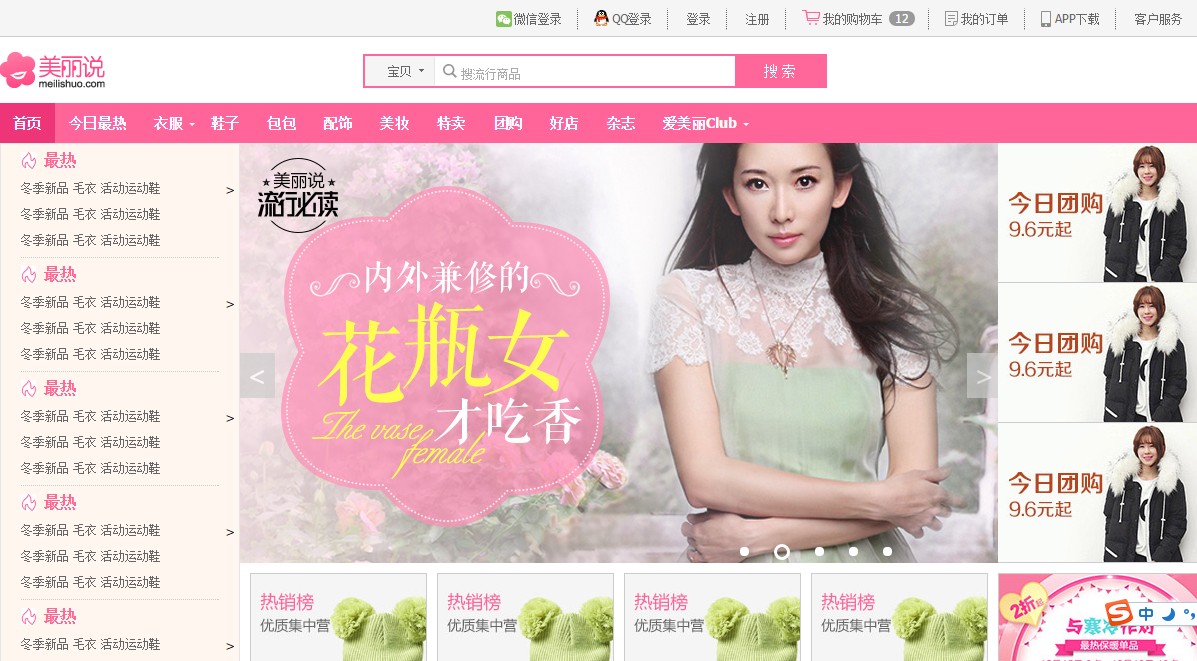 微信登录 QQ登录 登录 注册 我的购物车 12 我的订单 APP下载 客户服务
美丽说
meilishuo.com
宝贝 搜流行商品 搜 索
首页 今日最热 衣服 鞋子 包包 配饰 美妆 特卖 团购 好店 杂志 爱美丽Club
最热
冬季新品 毛衣 活动运动鞋 >
冬季新品 毛衣 活动运动鞋
冬季新品 毛衣 活动运动鞋
最热
冬季新品 毛衣 活动运动鞋 >
冬季新品 毛衣 活动运动鞋
冬季新品 毛衣 活动运动鞋
最热
冬季新品 毛衣 活动运动鞋 >
冬季新品 毛衣 活动运动鞋
冬季新品 毛衣 活动运动鞋
最热
冬季新品 毛衣 活动运动鞋 >
冬季新品 毛衣 活动运动鞋
冬季新品 毛衣 活动运动鞋
最热
冬季新品 毛衣 活动运动鞋 >
美丽说
流行必读
内外兼修的
花瓶女
才吃香
The vase
female
< >
今日团购
9.6元起
今日团购
9.6元起
今日团购
9.6元起
热销榜
优质集中营
热销榜
优质集中营
热销榜
优质集中营
热销榜
优质集中营
2折起
与寒冷作对
最热保暖单品
S 中